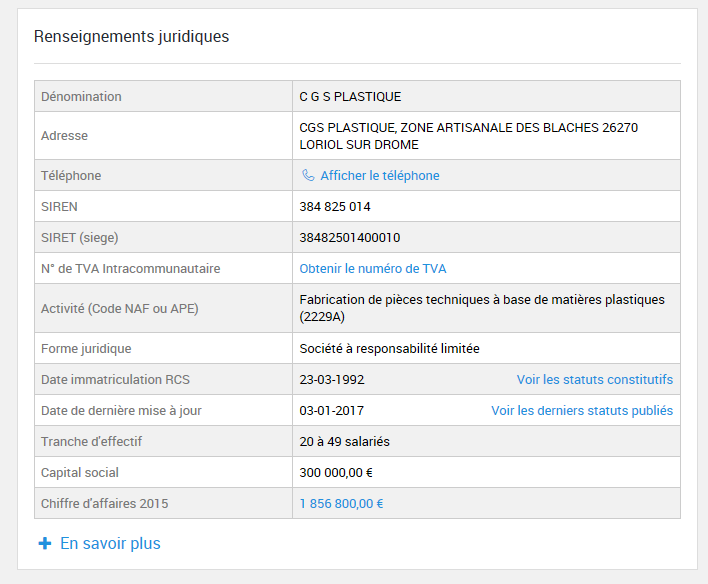 Renseignements juridiques
Dénomination
C G S PLASTIQUE
Adresse
CGS PLASTIQUE, ZONE ARTISANALE DES BLACHES 26270
LORIOL SUR DROME
Téléphone
Afficher le téléphone
SIREN
384 825 014
SIRET (siege)
38482501400010
N° de TVA Intracommunautaire
Obtenir le numéro de TVA
Activité (Code NAF ou APE)
Fabrication de pièces techniques à base de matières plastiques
(2229A)
Forme juridique
Société à responsabilité limitée
Date immatriculation RCS
23-03-1992
Voir les statuts constitutifs
Date de dernière mise à jour
03-01-2017
Voir les derniers statuts publiés
Tranche d'effectif
20 à 49 salariés
Capital social
300 000,00 €
Chiffre d'affaires 2015
1 856 800,00 €
En savoir plus